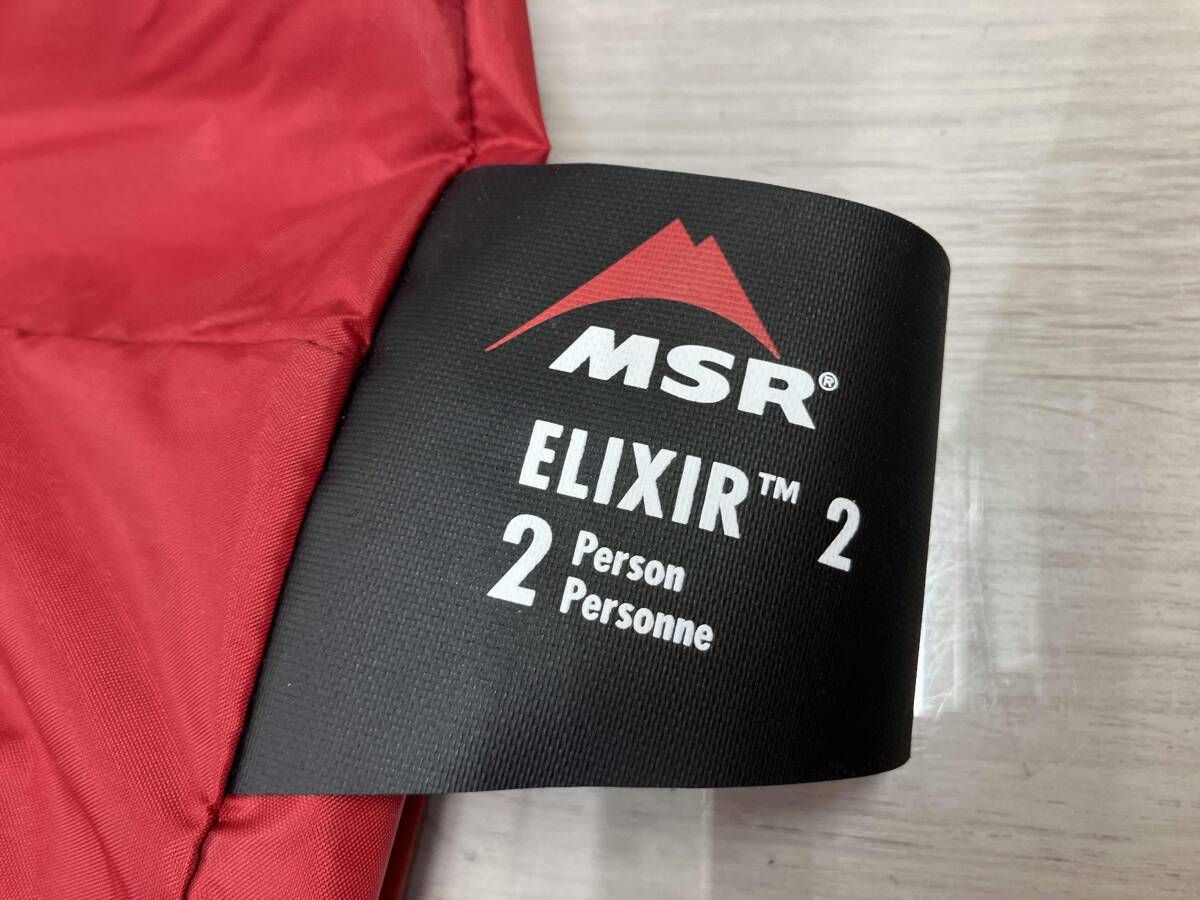 MSR®
ELIXIR™ 2
2 Person
Personne